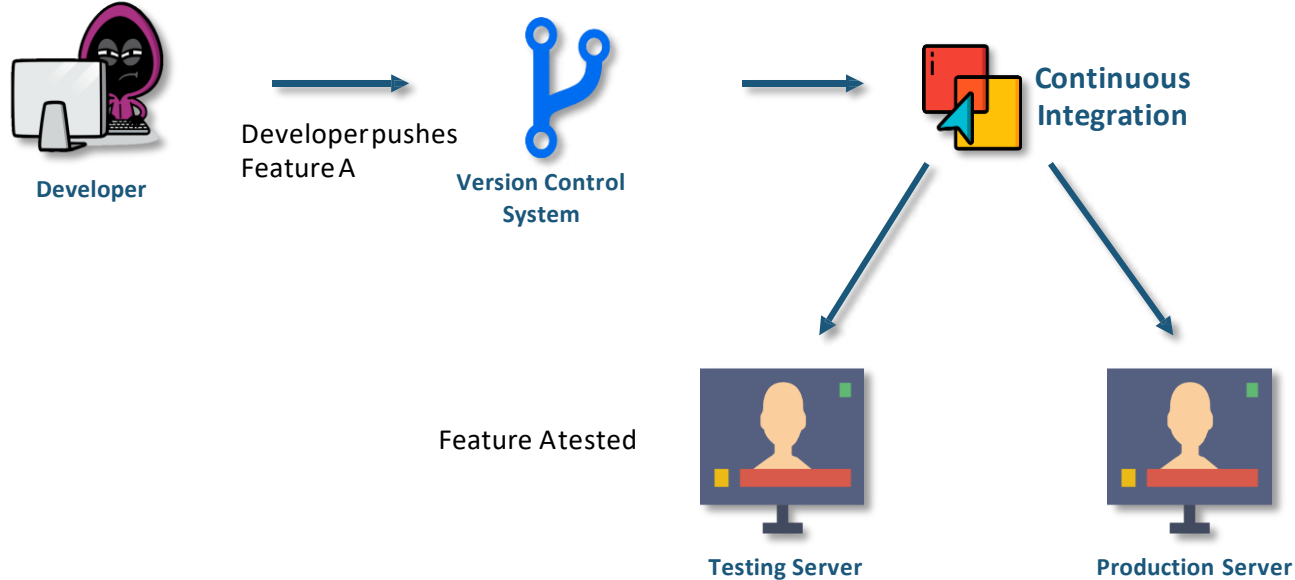 Continuous
Integration
Developer pushes
Feature A
Developer
Version Control
System
Feature A tested
Testing Server
Production Server